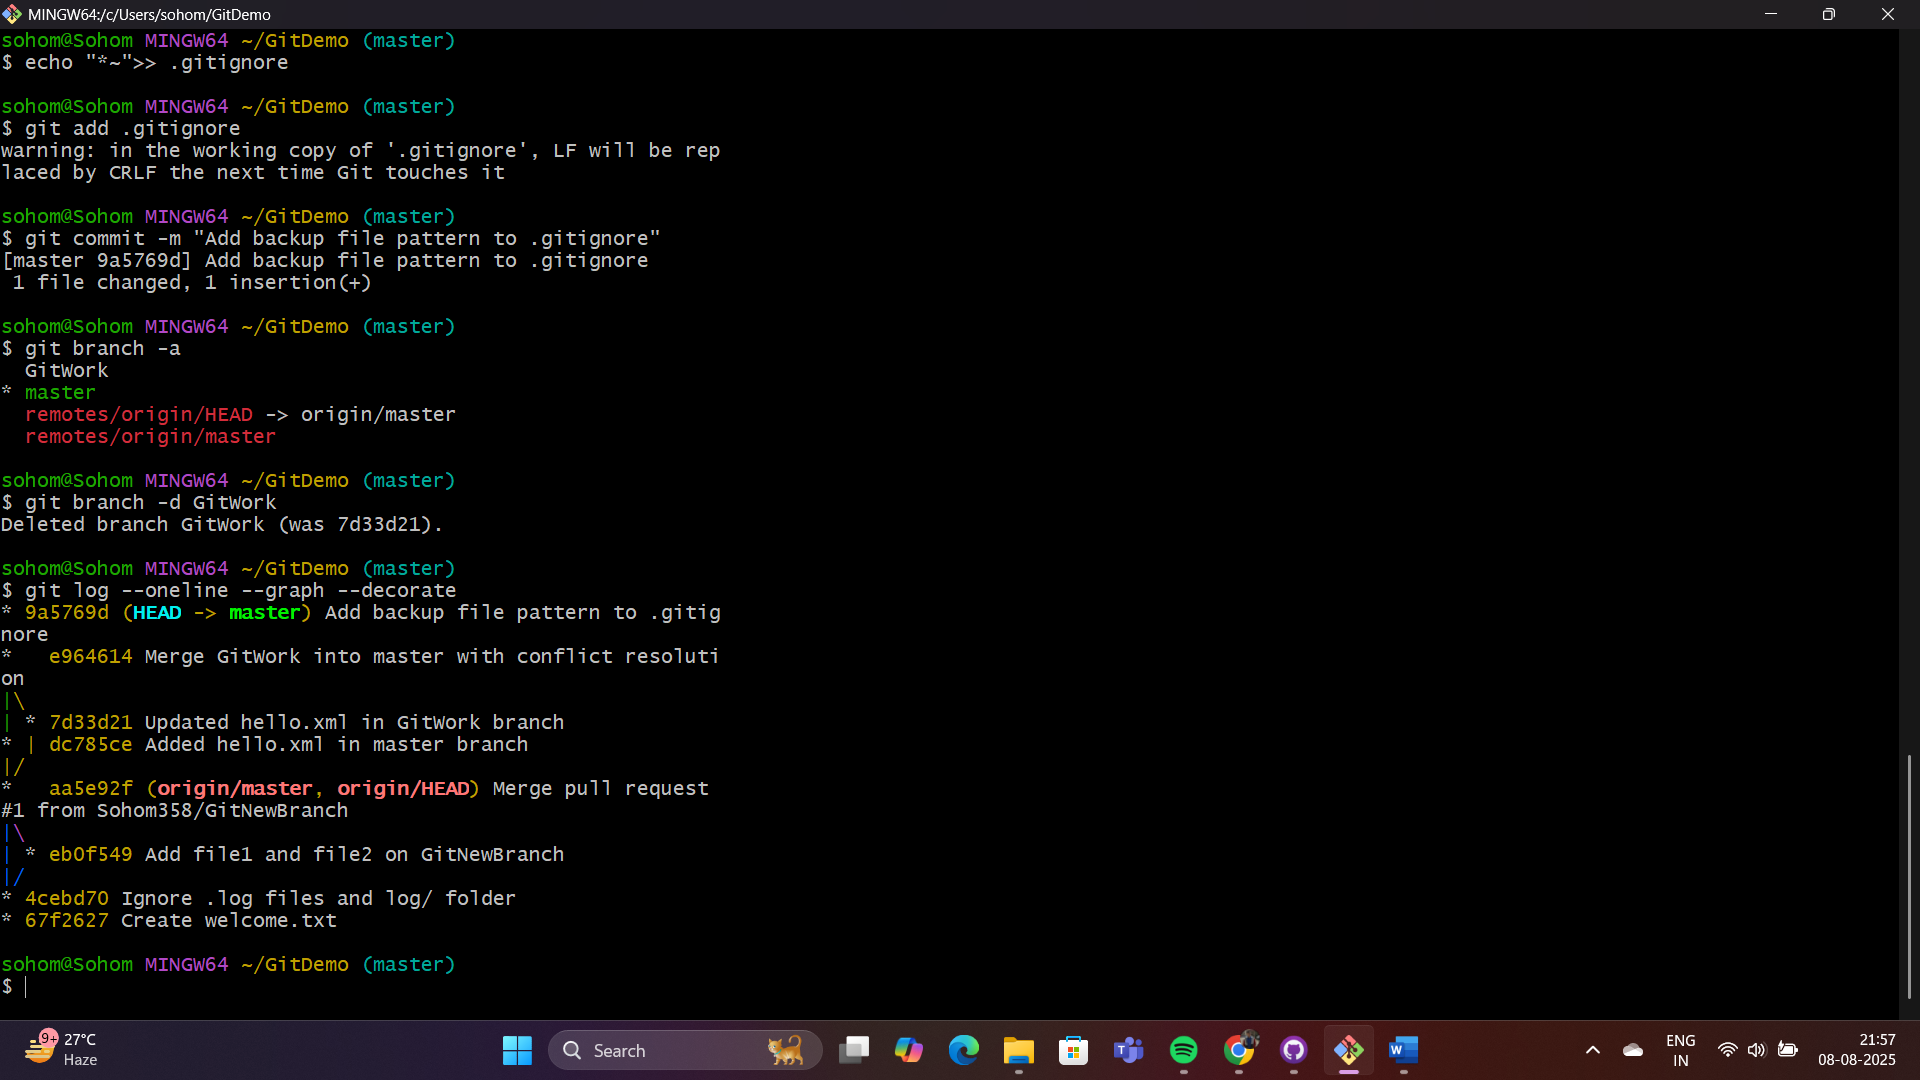 MINGW64:/c/Users/sohom/GitDemo
sohom@Sohom MINGW64 ~/GitDemo (master)
$ echo "*~">> .gitignore
sohom@Sohom MINGW64 ~/GitDemo (master)
$ git add .gitignore
warning: in the working copy of '.gitignore', LF will be rep
laced by CRLF the next time Git touches it
sohom@Sohom MINGW64 ~/GitDemo (master)
$ git commit -m "Add backup file pattern to .gitignore"
[master 9a5769d] Add backup file pattern to .gitignore
 1 file changed, 1 insertion(+)
sohom@Sohom MINGW64 ~/GitDemo (master)
$ git branch -a
  GitWork
* master
  remotes/origin/HEAD -> origin/master
  remotes/origin/master
sohom@Sohom MINGW64 ~/GitDemo (master)
$ git branch -d GitWork
Deleted branch GitWork (was 7d33d21).
sohom@Sohom MINGW64 ~/GitDemo (master)
$ git log --oneline --graph --decorate
* 9a5769d (HEAD -> master) Add backup file pattern to .gitig
nore
*   e964614 Merge GitWork into master with conflict resoluti
on
|\
| * 7d33d21 Updated hello.xml in GitWork branch
* | dc785ce Added hello.xml in master branch
|/
*   aa5e92f (origin/master, origin/HEAD) Merge pull request
#1 from Sohom358/GitNewBranch
|\
| * eb0f549 Add file1 and file2 on GitNewBranch
|/
* 4cebd70 Ignore .log files and log/ folder
* 67f2627 Create welcome.txt
sohom@Sohom MINGW64 ~/GitDemo (master)
$
9+
27°C
Haze
Search
ENG
IN
21:57
08-08-2025